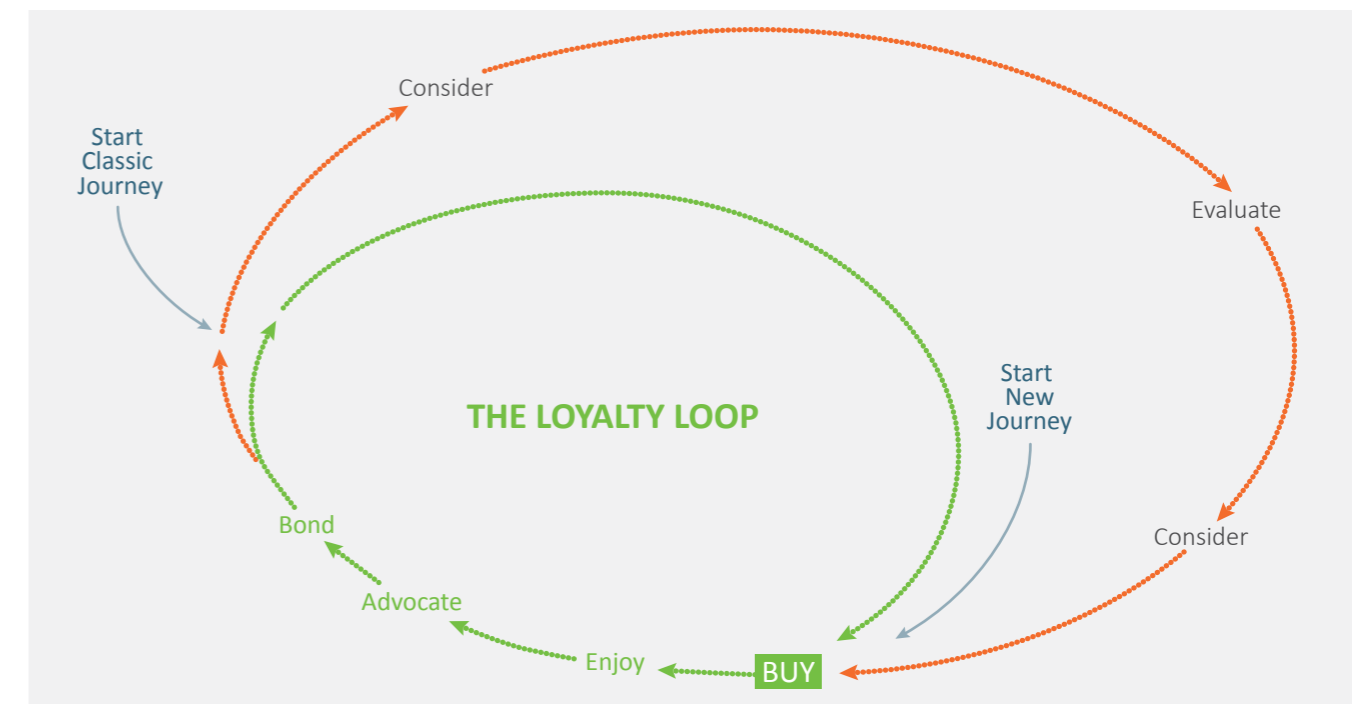 Consider
Start
Classic
Journey
Evaluate
Start
New
Journey
THE LOYALTY LOOP
Bond
Consider
Advocate
Enjoy
BUY